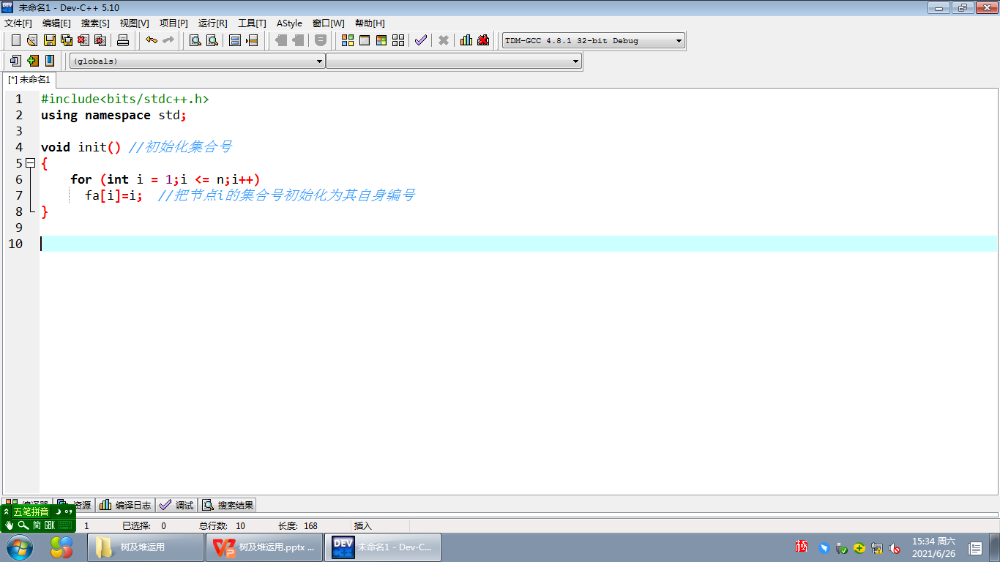 未命名1 - Dev-C++ 5.10
文件[F] 编辑[E] 搜索[S] 视图[V] 项目[P] 运行[R] 工具[T] AStyle 窗口[W] 帮助[H]
TDM-GCC 4.8.1 32-bit Debug
(globals)
[*] 未命名1
1 #include<bits/stdc++.h>
2 using namespace std;
3
4 void init() //初始化集合号
5 {
6 for (int i = 1;i <= n;i++)
7 fa[i]=i; //把节点i的集合号初始化为其自身编号
8 }
9
10
资源 编译日志 调试 搜索结果
五笔拼音
简 GBK
1 已选择: 0 总行数: 10 长度: 168 插入
树及堆运用 树及堆运用.pptx ... 未命名1 - Dev-C...
15:34 周六
2021/6/26